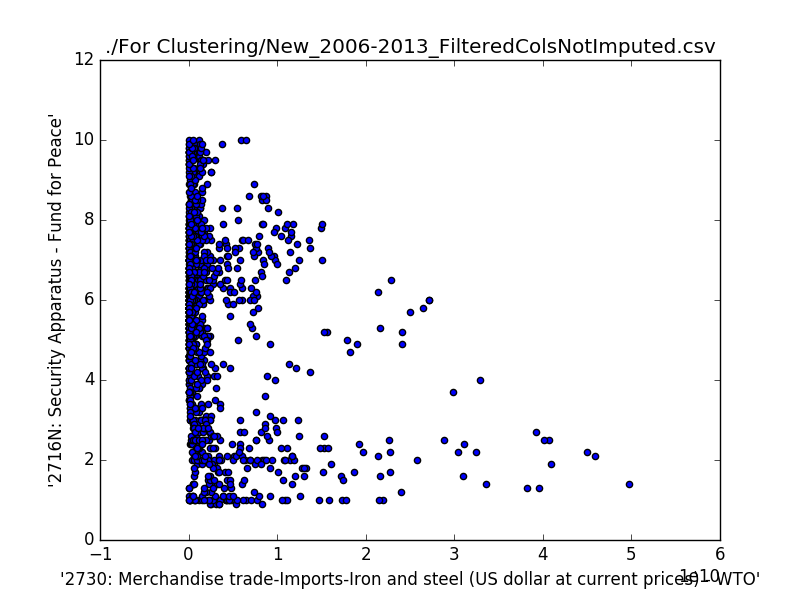 ./For Clustering/New_2006-2013_FilteredColsNotImputed.csv
12
10
8
6
4
2
0
'2716N: Security Apparatus - Fund for Peace'
−1 0 1 2 3 4 5 6
1e10
'2730: Merchandise trade-Imports-Iron and steel (US dollar at current prices) - WTO'